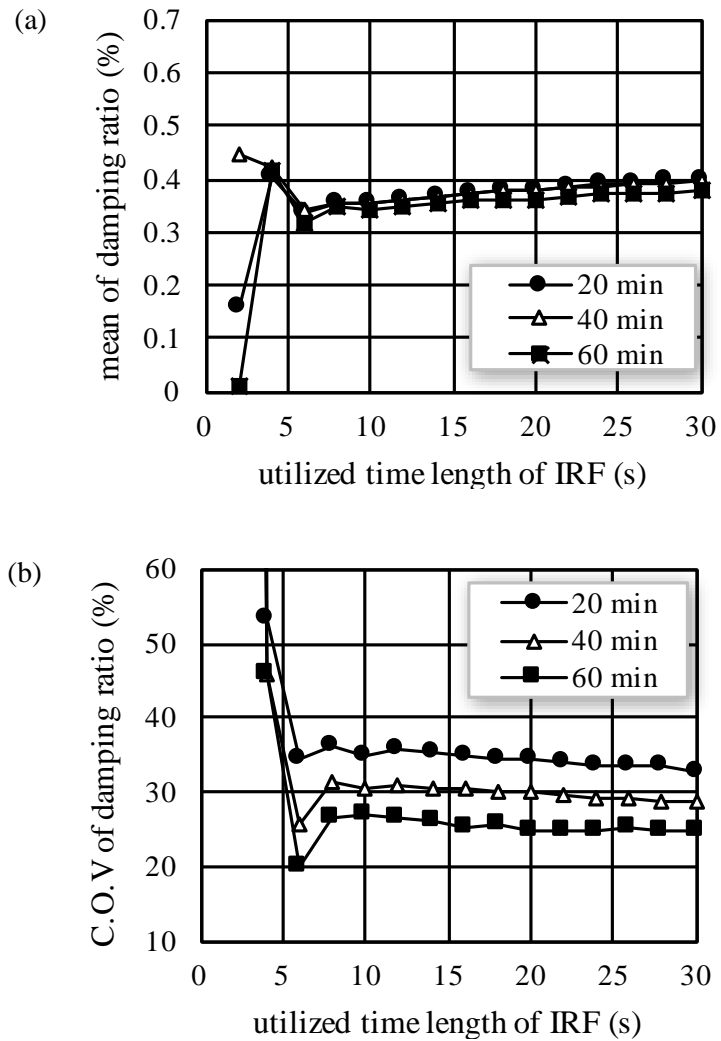 (a)
mean of damping ratio (%)
0.7
0.6
0.5
0.4
0.3
0.2
0.1
0
0 5 10 15 20 25 30
utilized time length of IRF (s)
20 min
40 min
60 min
(b)
C.O.V of damping ratio (%)
60
50
40
30
20
10
0 5 10 15 20 25 30
utilized time length of IRF (s)
20 min
40 min
60 min